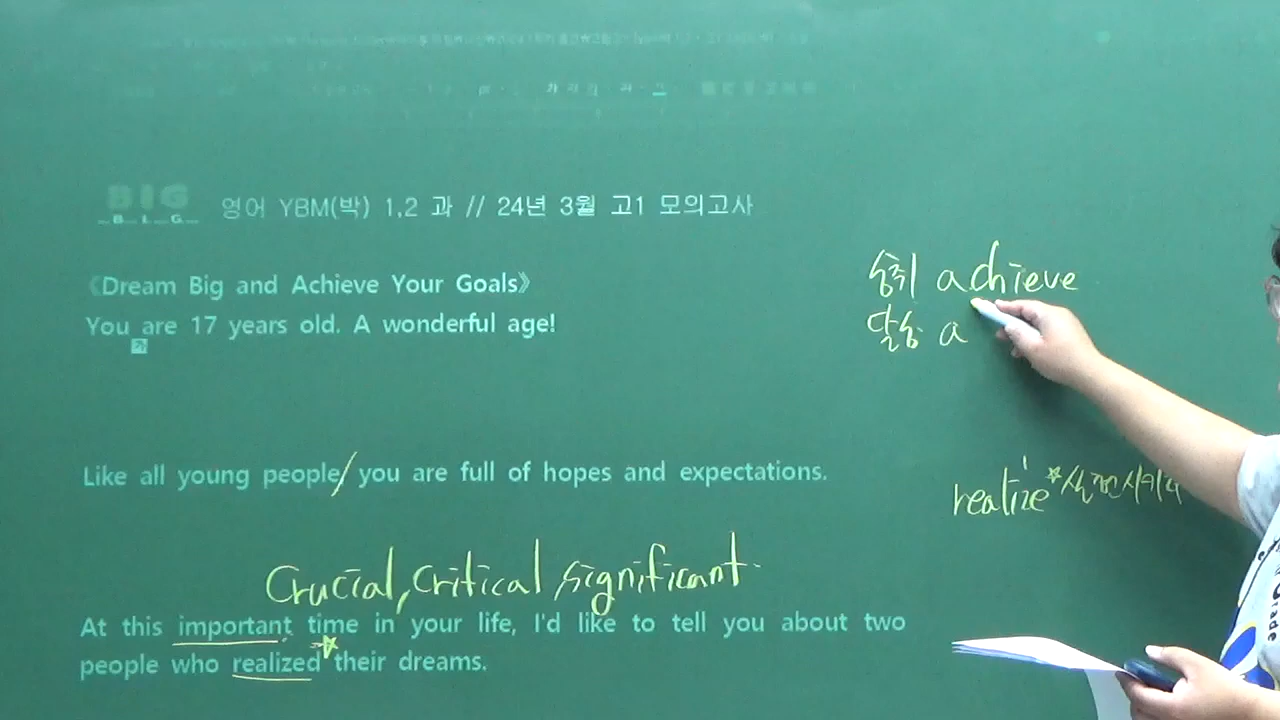 BIG
B L G
영어 YBM(박) 1,2 과 // 24년 3월 고1 모의고사
《Dream Big and Achieve Your Goals》
You are 17 years old. A wonderful age!
가
성취 achieve
달성 a
Like all young people/ you are full of hopes and expectations.
realize *실현시키다
Crucial, critical, significant
At this important time in your life, I'd like to tell you about two
people who realized their dreams.